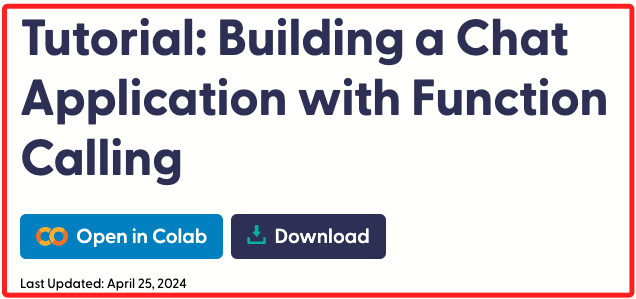 Tutorial: Building a Chat
Application with Function
Calling
Open in Colab
Download
Last Updated: April 25, 2024